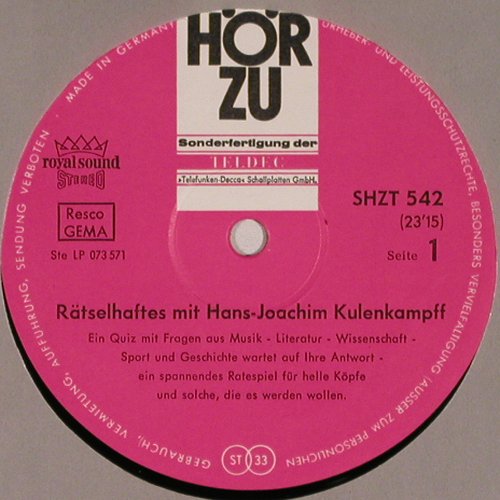 HÖR
ZU
Sonderfertigung der
TELDEC
»Telefunken-Decca« Schallplatten GmbH.
royal sound
STEREO
Resco
GEMA
Ste LP 073 571
SHZT 542
(23'15)
Seite 1
Rätselhaftes mit Hans-Joachim Kulenkampff
Ein Quiz mit Fragen aus Musik - Literatur - Wissenschaft -
Sport und Geschichte wartet auf Ihre Antwort -
ein spannendes Ratespiel für helle Köpfe
und solche, die es werden wollen.
ST 33
MADE IN GERMANY
URHEBER- UND LEISTUNGSSCHUTZRECHTE, BESONDERS VERVIELFÄLTIGUNG (AUSSER ZUM PERSÖNLICHEN
GEBRAUCH), VERMIETUNG, AUFFÜHRUNG, SENDUNG VERBOTEN